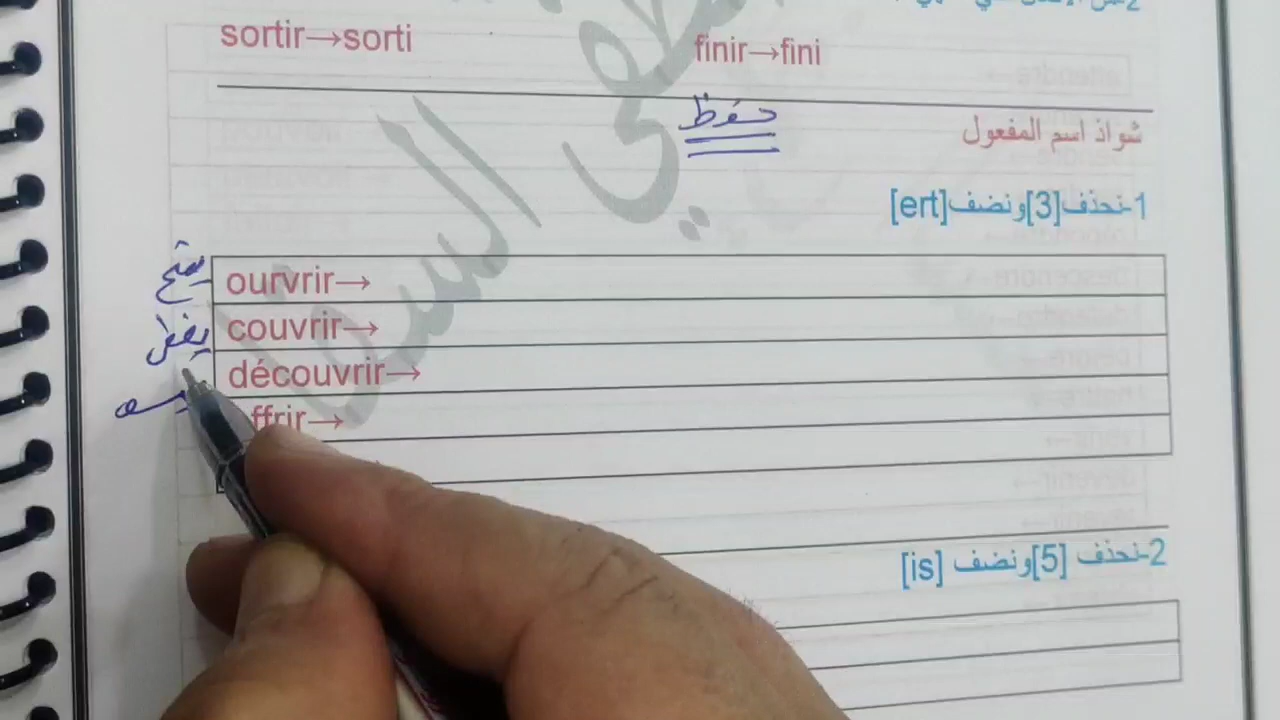 sortir→sorti
finir→fini
حفظ
شواذ اسم المفعول
1-نحذف[3]ونضف[ert]
يفتح
ourvrir→
couvrir→
découvrir→
ffrir→
2-نحذف [5]ونضف [is]